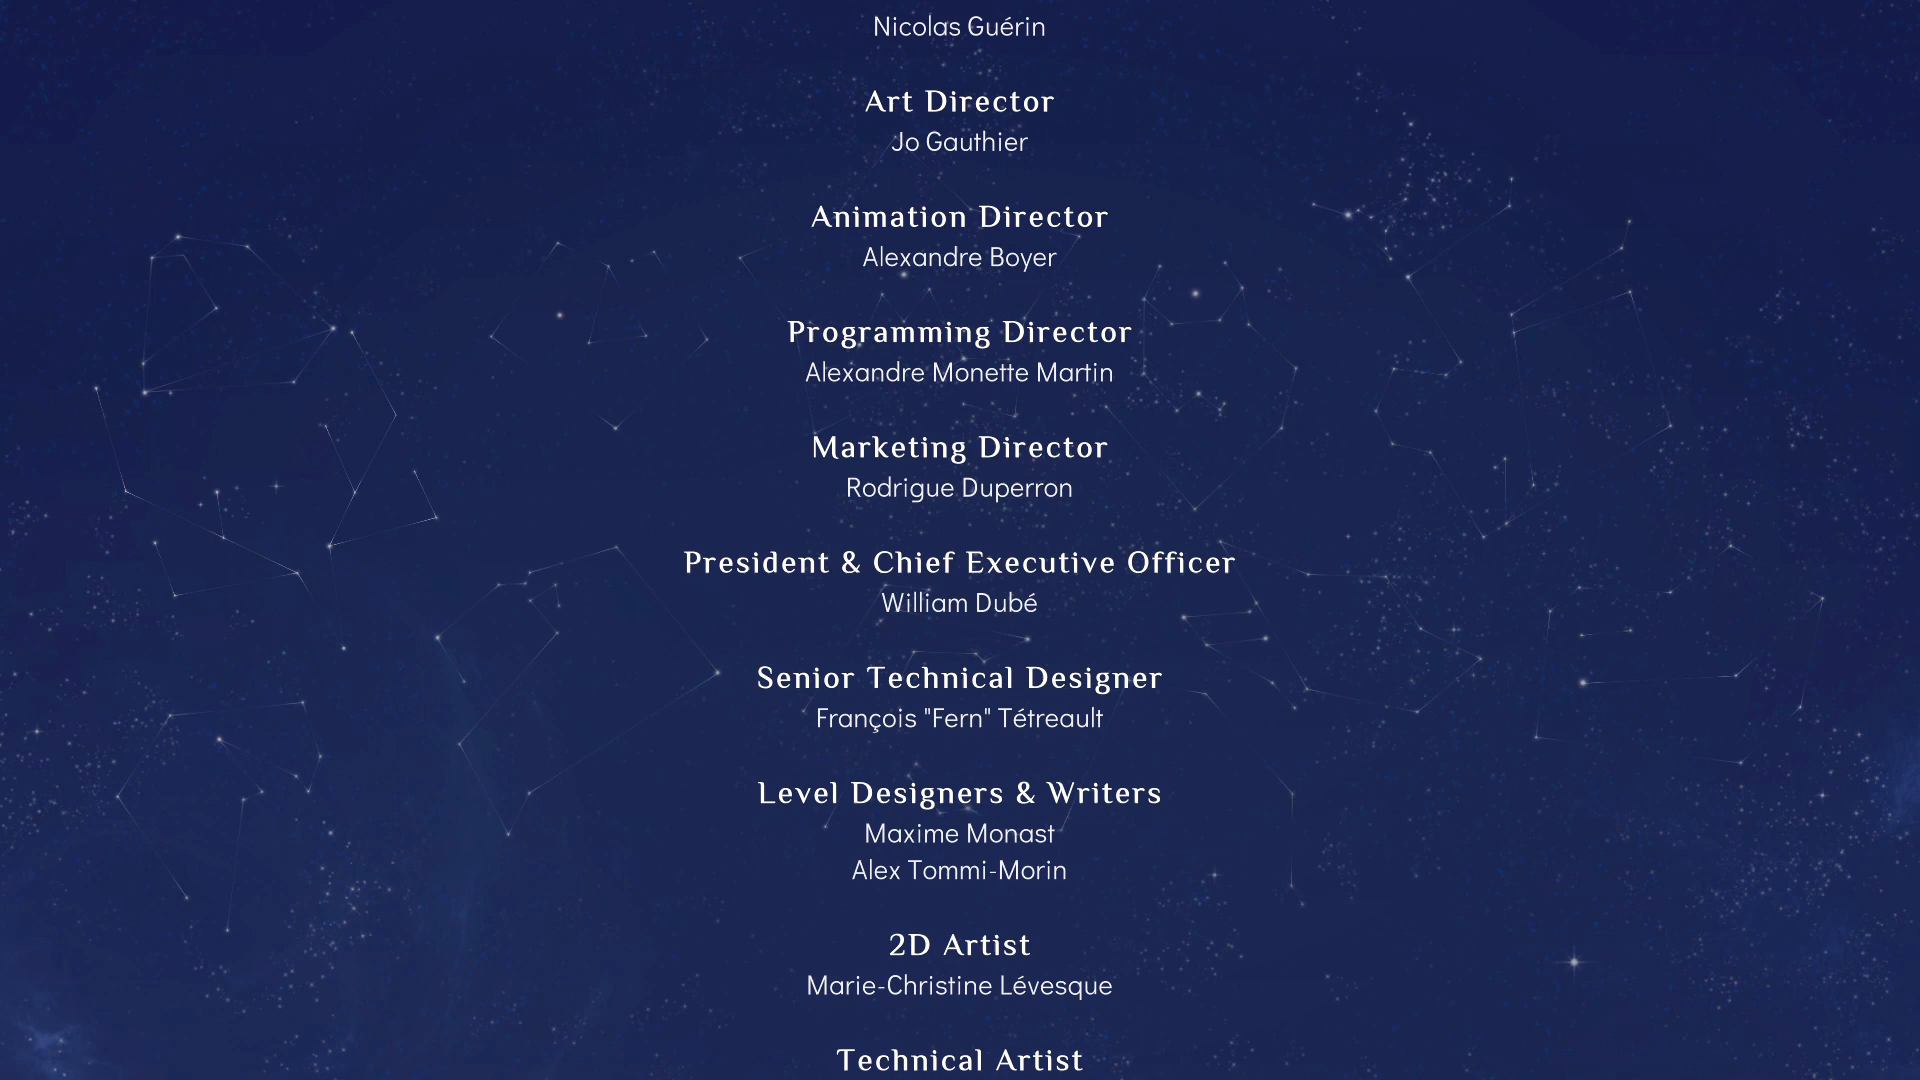 Nicolas Guérin
Art Director
Jo Gauthier
Animation Director
Alexandre Boyer
Programming Director
Alexandre Monette Martin
Marketing Director
Rodrigue Duperron
President & Chief Executive Officer
William Dubé
Senior Technical Designer
François "Fern" Tétreault
Level Designers & Writers
Maxime Monast
Alex Tommi-Morin
2D Artist
Marie-Christine Lévesque
Technical Artist